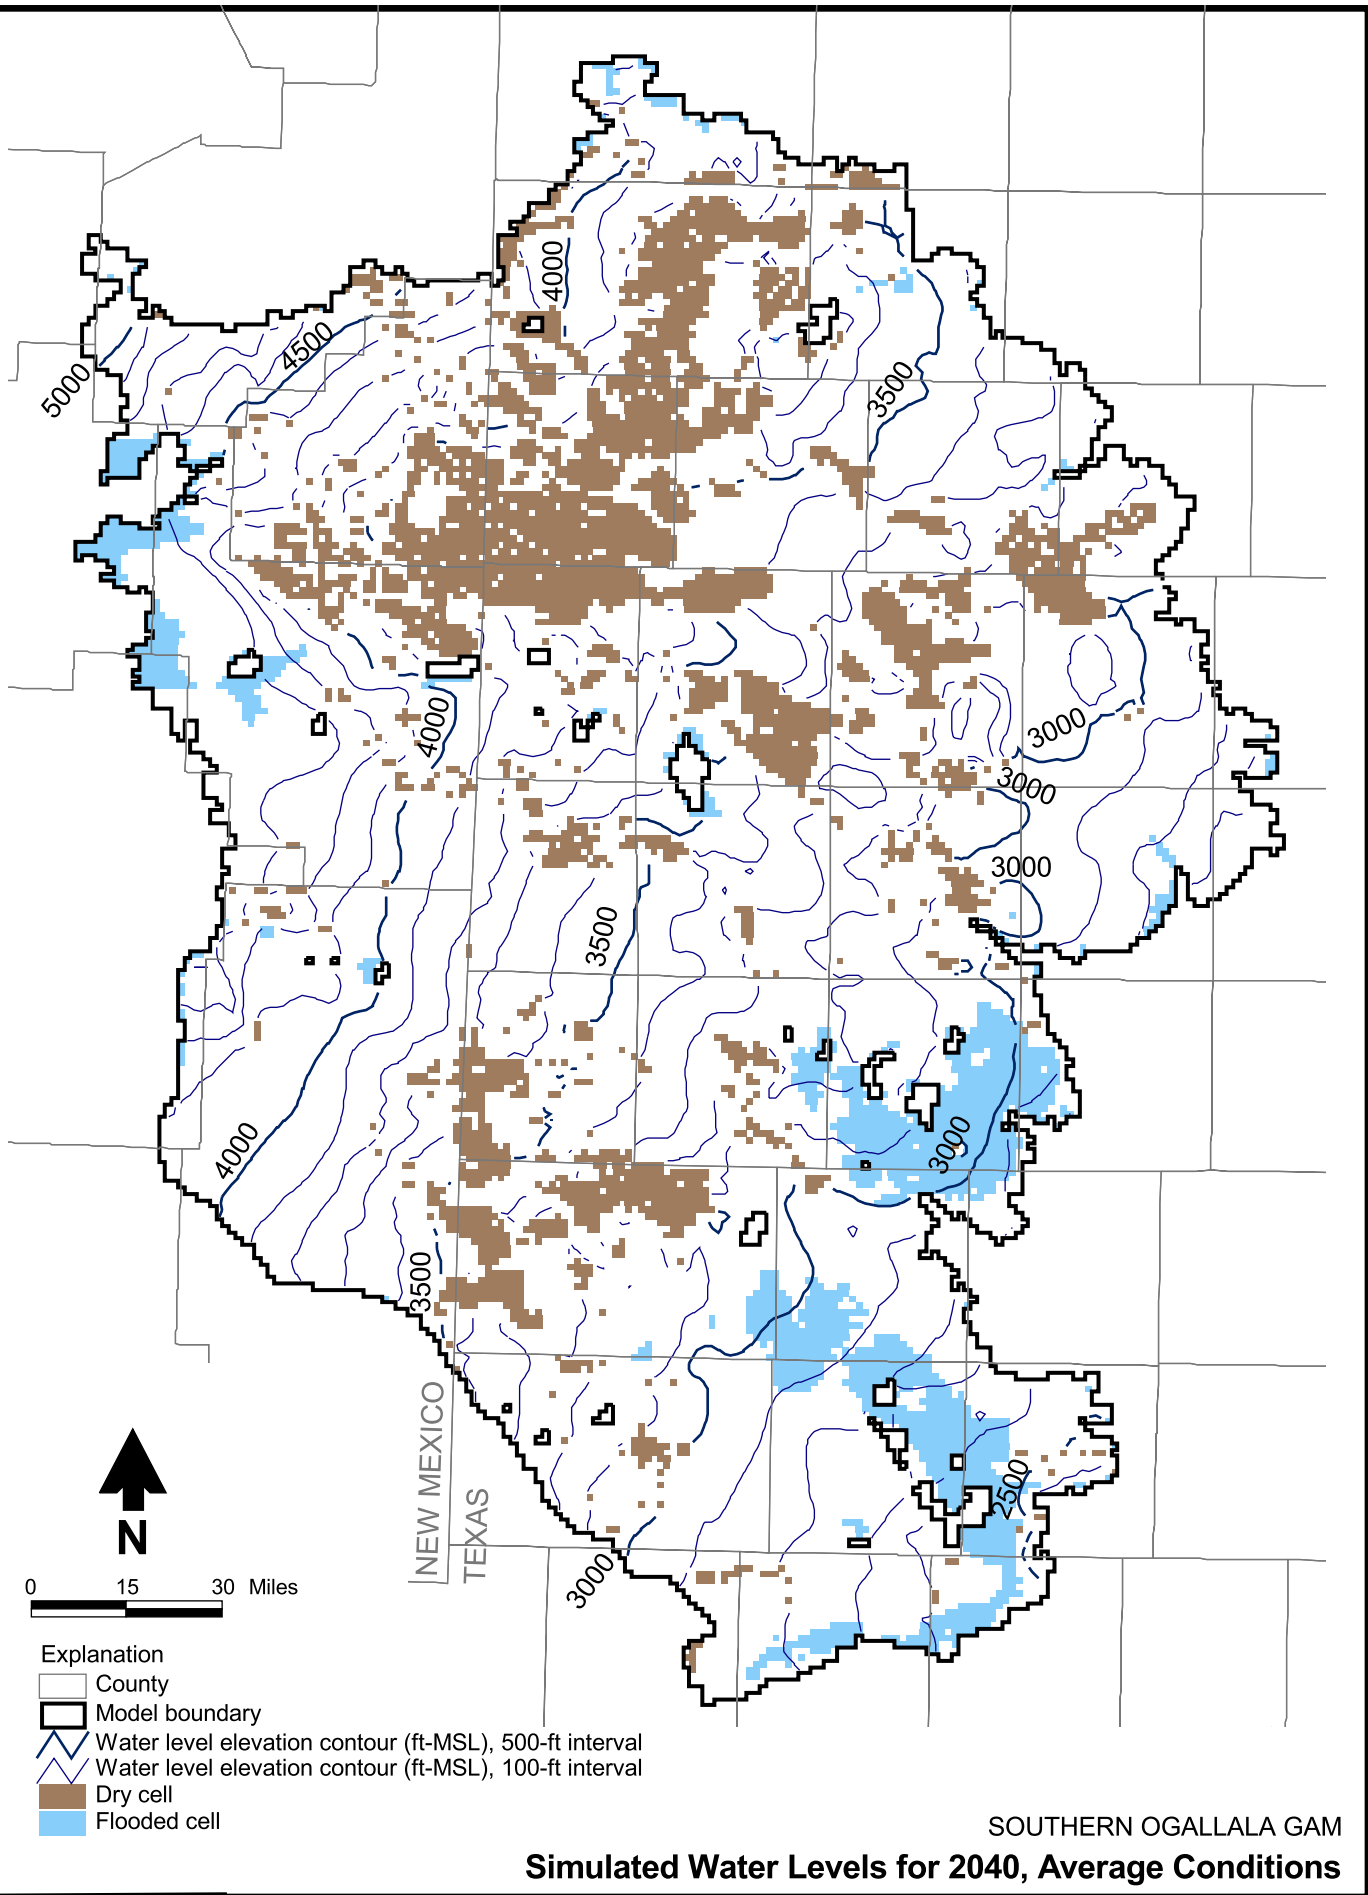 4000
4500
5000
3500
4000
3000
3000
3000
3500
4000
3000
3500
2500
3000
NEW MEXICO
TEXAS
N
0 15 30 Miles
Explanation
County
Model boundary
Water level elevation contour (ft-MSL), 500-ft interval
Water level elevation contour (ft-MSL), 100-ft interval
Dry cell
Flooded cell
SOUTHERN OGALLALA GAM
Simulated Water Levels for 2040, Average Conditions